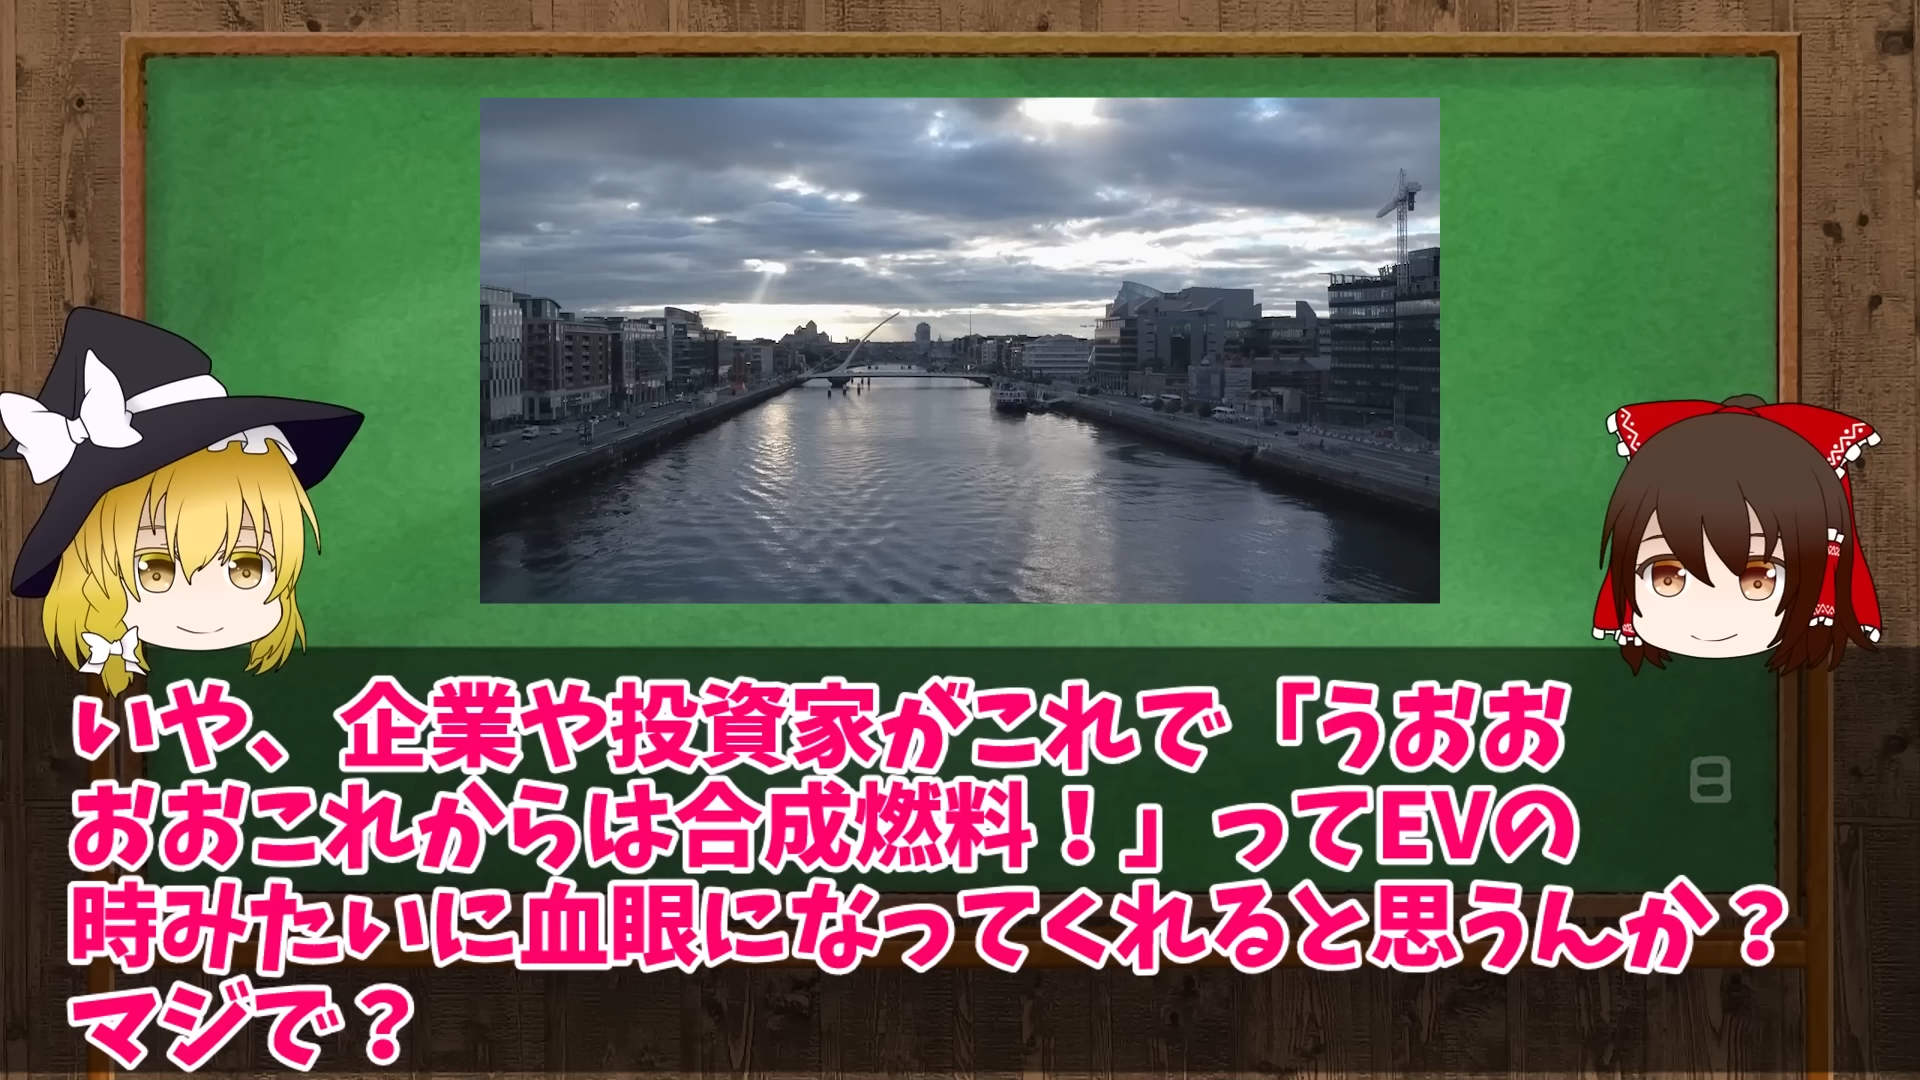 いや、企業や投資家がこれで「うおお
おおこれからは合成燃料！」ってEVの
時みたいに血眼になってくれると思うんか？
マジで？